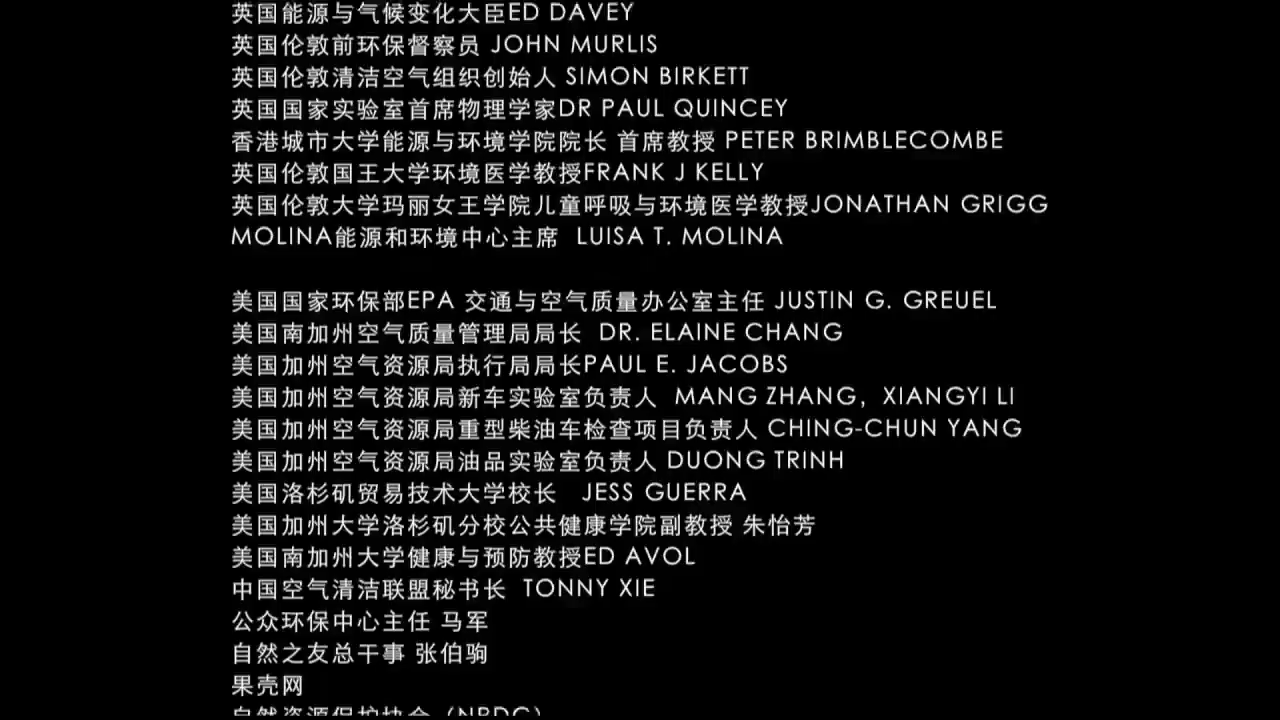 英国能源与气候变化大臣ED DAVEY
英国伦敦前环保督察员 JOHN MURLIS
英国伦敦清洁空气组织创始人 SIMON BIRKETT
英国国家实验室首席物理学家DR PAUL QUINCEY
香港城市大学能源与环境学院院长 首席教授 PETER BRIMBLECOMBE
英国伦敦国王大学环境医学教授FRANK J KELLY
英国伦敦大学玛丽女王学院儿童呼吸与环境医学教授JONATHAN GRIGG
MOLINA能源和环境中心主席 LUISA T. MOLINA
美国国家环保部EPA 交通与空气质量办公室主任 JUSTIN G. GREUEL
美国南加州空气质量管理局局长 DR. ELAINE CHANG
美国加州空气资源局执行局局长PAUL E. JACOBS
美国加州空气资源局新车实验室负责人 MANG ZHANG，XIANGYI LI
美国加州空气资源局重型柴油车检查项目负责人 CHING-CHUN YANG
美国加州空气资源局油品实验室负责人 DUONG TRINH
美国洛杉矶贸易技术大学校长 JESS GUERRA
美国加州大学洛杉矶分校公共健康学院副教授 朱怡芳
美国南加州大学健康与预防教授ED AVOL
中国空气清洁联盟秘书长 TONNY XIE
公众环保中心主任 马军
自然之友总干事 张伯驹
果壳网
自然资源保护协会（NRDC）